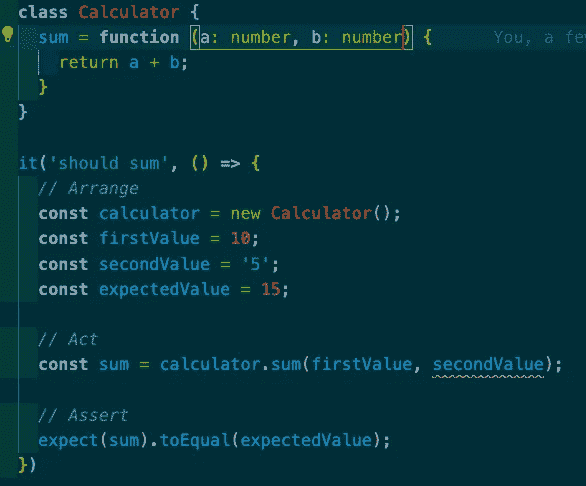 class Calculator {
  sum = function (a: number, b: number) {     You, a few
    return a + b;
  }
}

it('should sum', () => {
  // Arrange
  const calculator = new Calculator();
  const firstValue = 10;
  const secondValue = '5';
  const expectedValue = 15;

  // Act
  const sum = calculator.sum(firstValue, secondValue);

  // Assert
  expect(sum).toEqual(expectedValue);
})